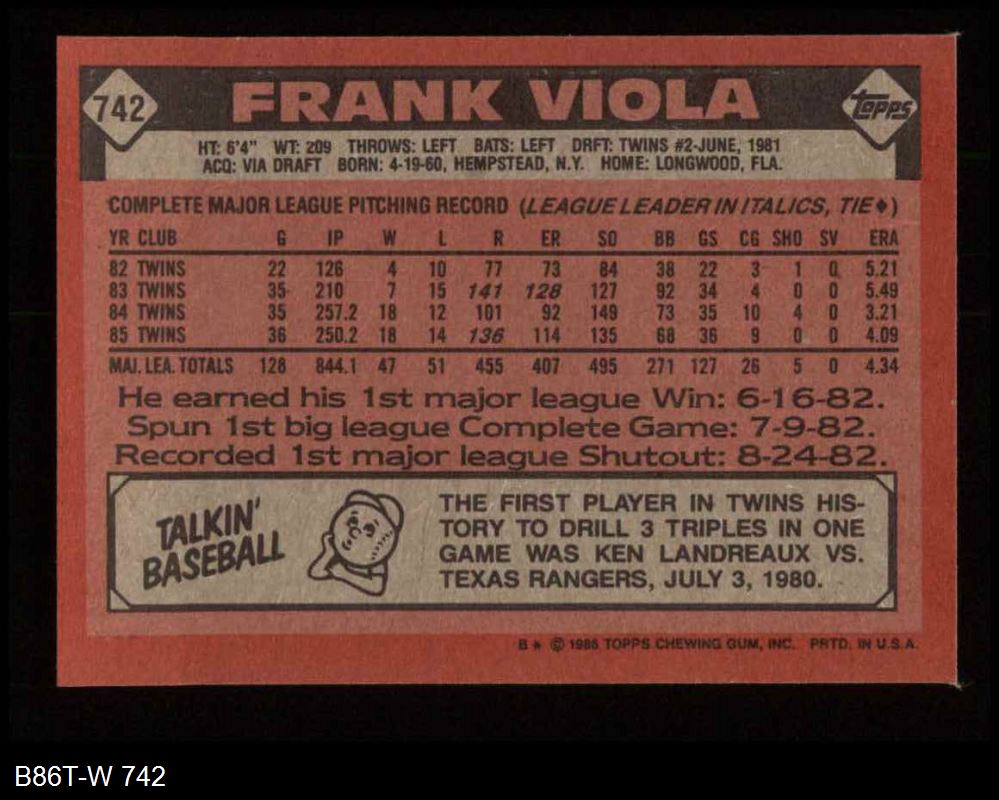 742 FRANK VIOLA Topps
HT: 6'4" WT: 209 THROWS: LEFT BATS: LEFT DRFT: TWINS #2-JUNE, 1981
ACQ: VIA DRAFT BORN: 4-19-60, HEMPSTEAD, N.Y. HOME: LONGWOOD, FLA.
COMPLETE MAJOR LEAGUE PITCHING RECORD (LEAGUE LEADER IN ITALICS, TIE♦)
YR CLUB G IP W L R ER SO BB GS CG SHO SV ERA
82 TWINS 22 126 4 10 77 73 84 38 22 3 1 0 5.21
83 TWINS 35 210 7 15 141 128 127 92 34 4 0 0 5.49
84 TWINS 35 257.2 18 12 101 92 149 73 35 10 4 0 3.21
85 TWINS 36 250.2 18 14 136 114 135 68 36 9 0 0 4.09
MAJ. LEA. TOTALS 128 844.1 47 51 455 407 495 271 127 26 5 0 4.34
He earned his 1st major league Win: 6-16-82.
Spun 1st big league Complete Game: 7-9-82.
Recorded 1st major league Shutout: 8-24-82.
TALKIN'
BASEBALL
THE FIRST PLAYER IN TWINS HIS-
TORY TO DRILL 3 TRIPLES IN ONE
GAME WAS KEN LANDREAUX VS.
TEXAS RANGERS, JULY 3, 1980.
B * © 1986 TOPPS CHEWING GUM, INC. PRTD. IN U.S.A.
B86T-W 742